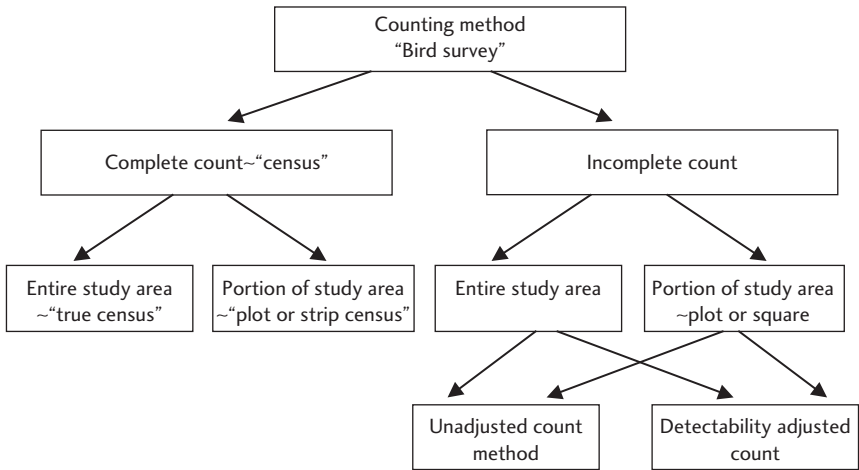 Counting method
“Bird survey”
Complete count~“census”
Incomplete count
Entire study area
~“true census”
Portion of study area
~“plot or strip census”
Entire study area
Portion of study area
~plot or square
Unadjusted count
method
Detectability adjusted
count